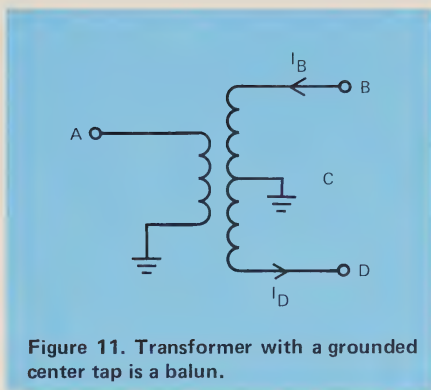 I_B
B
A
C
D
I_D
Figure 11. Transformer with a grounded
center tap is a balun.